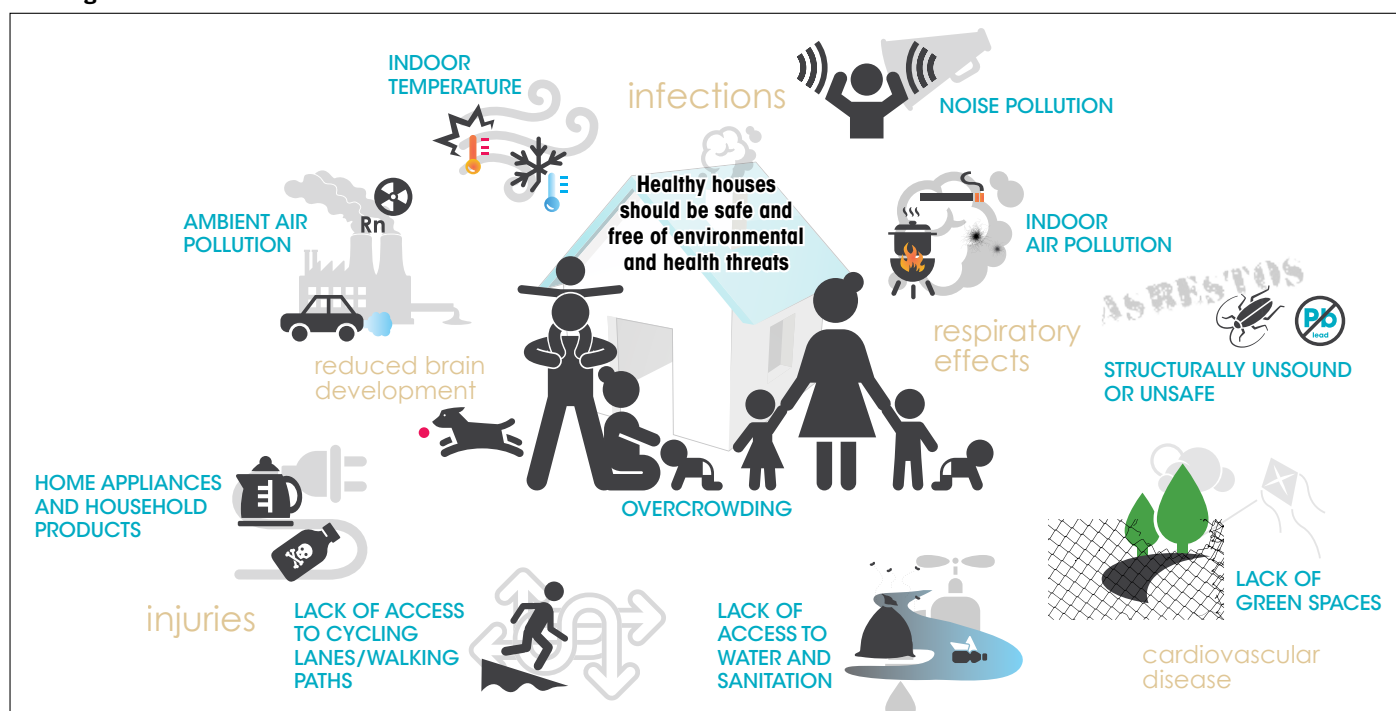 INDOOR
TEMPERATURE
infections
NOISE POLLUTION
Healthy houses
should be safe and
free of environmental
and health threats
AMBIENT AIR
POLLUTION
Rn
INDOOR
AIR POLLUTION
ASBESTOS
Pb
lead
STRUCTURALLY UNSOUND
OR UNSAFE
respiratory
effects
reduced brain
development
HOME APPLIANCES
AND HOUSEHOLD
PRODUCTS
OVERCROWDING
injuries
LACK OF ACCESS
TO CYCLING
LANES/WALKING
PATHS
LACK OF
ACCESS TO
WATER AND
SANITATION
LACK OF
GREEN SPACES
cardiovascular
disease